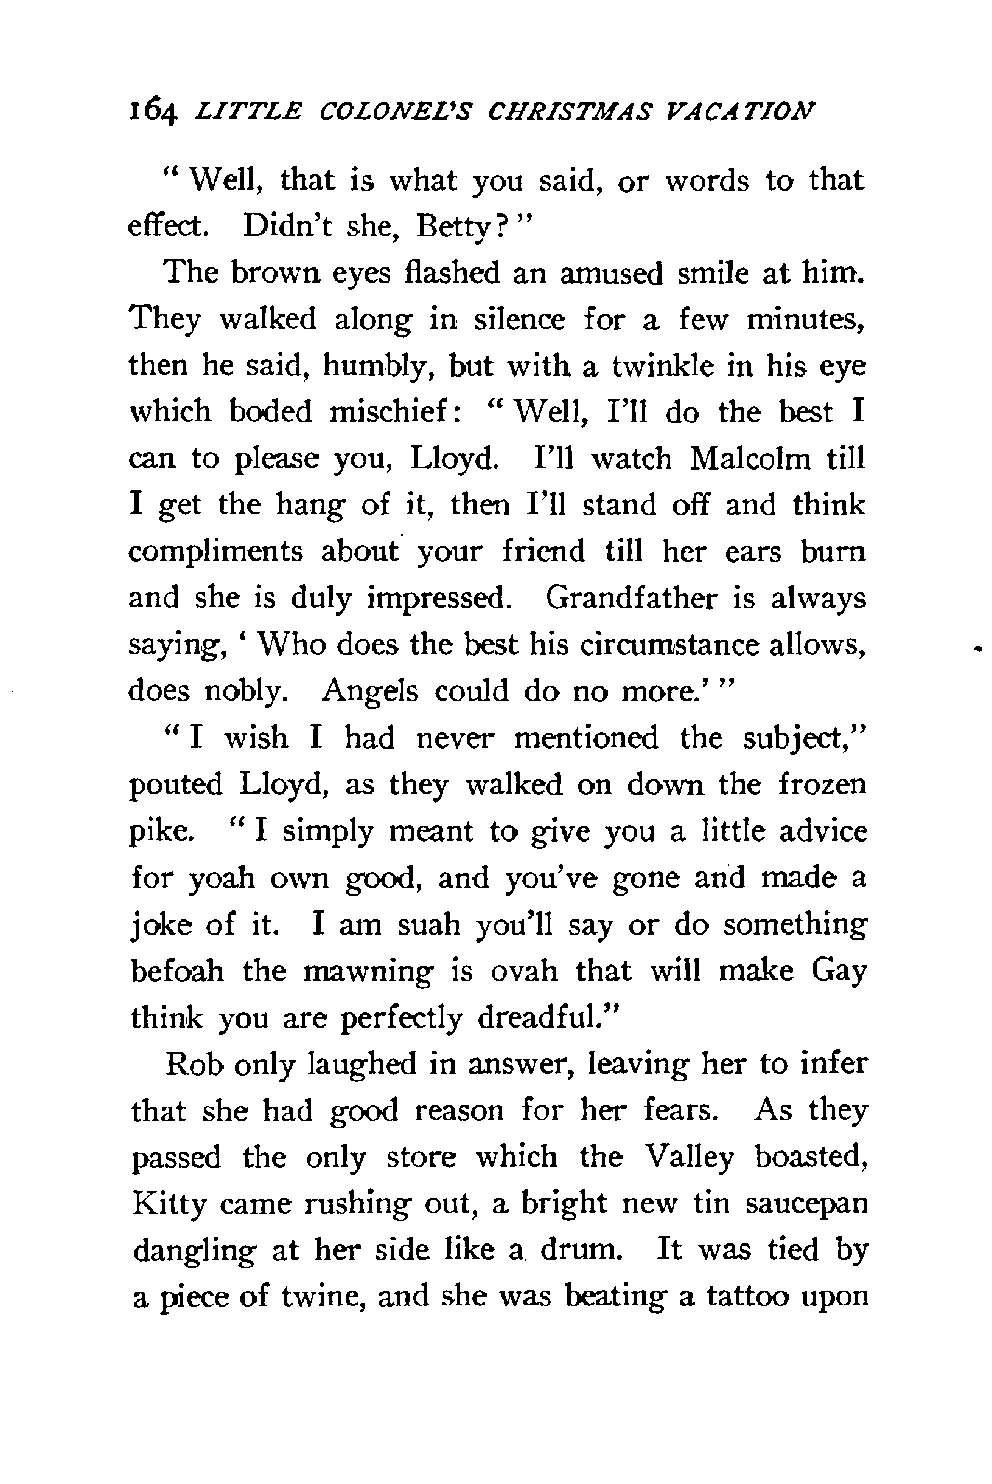 164 LITTLE COLONEL'S CHRISTMAS VACATION
" Well, that is what you said, or words to that
effect. Didn't she, Betty? "
The brown eyes flashed an amused smile at him.
They walked along in silence for a few minutes,
then he said, humbly, but with a twinkle in his eye
which boded mischief: " Well, I'll do the best I
can to please you, Lloyd. I'll watch Malcolm till
I get the hang of it, then I'll stand off and think
compliments about your friend till her ears burn
and she is duly impressed. Grandfather is always
saying, ' Who does the best his circumstance allows,
does nobly. Angels could do no more.' "
" I wish I had never mentioned the subject,"
pouted Lloyd, as they walked on down the frozen
pike. " I simply meant to give you a little advice
for yoah own good, and you've gone and made a
joke of it. I am suah you'll say or do something
befoah the mawning is ovah that will make Gay
think you are perfectly dreadful."
Rob only laughed in answer, leaving her to infer
that she had good reason for her fears. As they
passed the only store which the Valley boasted,
Kitty came rushing out, a bright new tin saucepan
dangling at her side like a drum. It was tied by
a piece of twine, and she was beating a tattoo upon